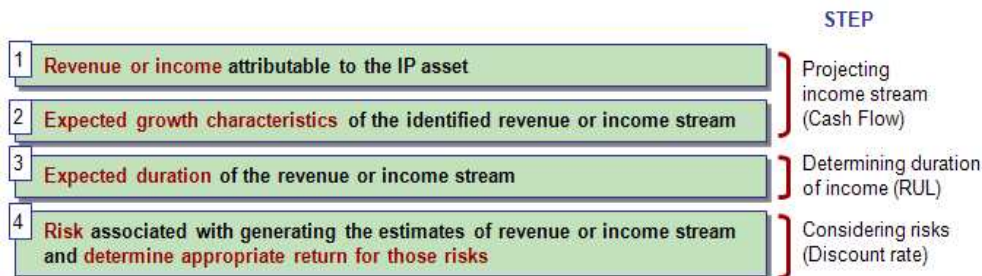 STEP
1
Revenue or income attributable to the IP asset
2
Expected growth characteristics of the identified revenue or income stream
Projecting
income stream
(Cash Flow)
3
Expected duration of the revenue or income stream
Determining duration
of income (RUL)
4
Risk associated with generating the estimates of revenue or income stream
and determine appropriate return for those risks
Considering risks
(Discount rate)